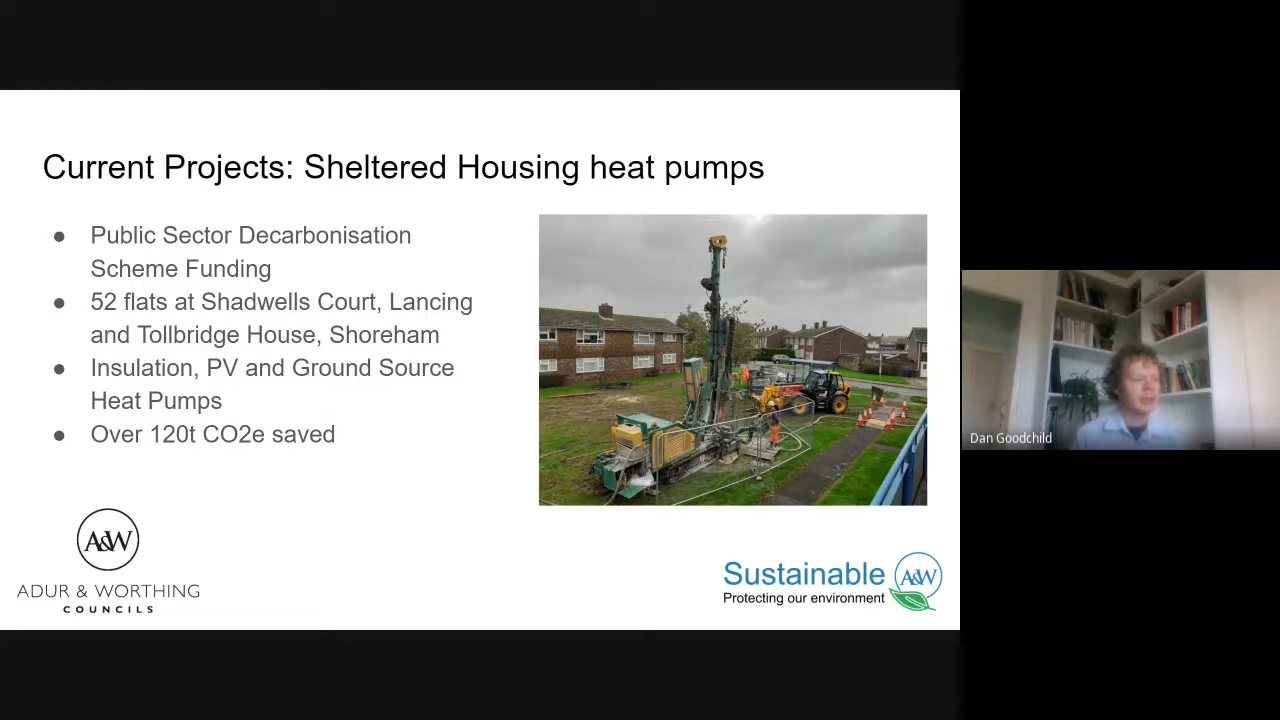 Current Projects: Sheltered Housing heat pumps
● Public Sector Decarbonisation
Scheme Funding
● 52 flats at Shadwells Court, Lancing
and Tollbridge House, Shoreham
● Insulation, PV and Ground Source
Heat Pumps
● Over 120t CO2e saved
A&W
ADUR & WORTHING
COUNCILS
Sustainable
Protecting our environment
A&W
Dan Goodchild